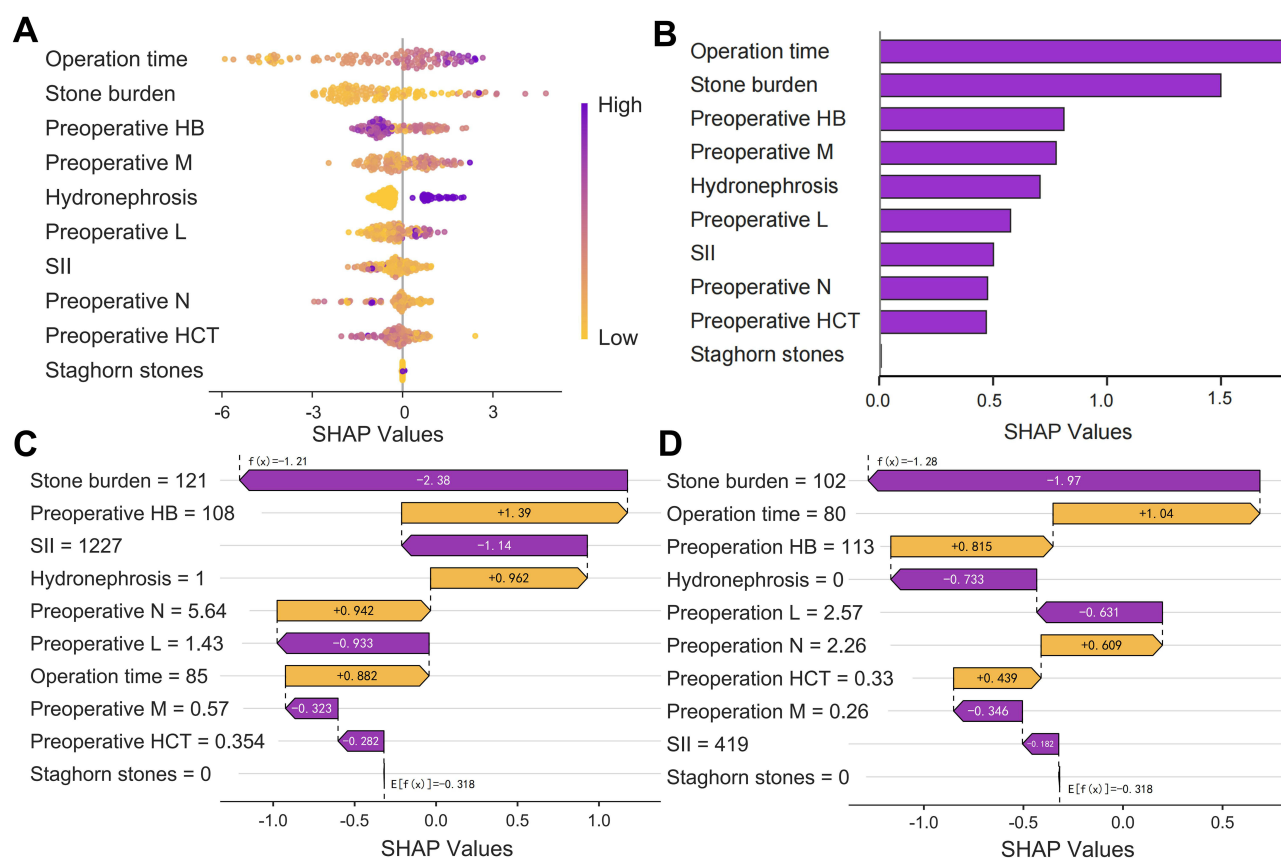 A
Operation time
Stone burden
Preoperative HB
Preoperative M
Hydronephrosis
Preoperative L
SII
Preoperative N
Preoperative HCT
Staghorn stones
High
Low
-6 -3 0 3
SHAP Values
B
Operation time
Stone burden
Preoperative HB
Preoperative M
Hydronephrosis
Preoperative L
SII
Preoperative N
Preoperative HCT
Staghorn stones
0.0 0.5 1.0 1.5
SHAP Values
C
f(x)=-1.21
Stone burden = 121 -2.38
Preoperative HB = 108 +1.39
SII = 1227 -1.14
Hydronephrosis = 1 +0.962
Preoperative N = 5.64 +0.942
Preoperative L = 1.43 -0.933
Operation time = 85 +0.882
Preoperative M = 0.57 -0.323
Preoperative HCT = 0.354 -0.282
Staghorn stones = 0
E[f(x)]=-0.318
-1.0 -0.5 0.0 0.5 1.0
SHAP Values
D
f(x)=-1.28
Stone burden = 102 -1.97
Operation time = 80 +1.04
Preoperation HB = 113 +0.815
Hydronephrosis = 0 -0.733
Preoperation L = 2.57 -0.631
Preoperation N = 2.26 +0.609
Preoperation HCT = 0.33 +0.439
Preoperation M = 0.26 -0.346
SII = 419 -0.182
Staghorn stones = 0
E[f(x)]=-0.318
-1.0 -0.5 0.0 0.5
SHAP Values